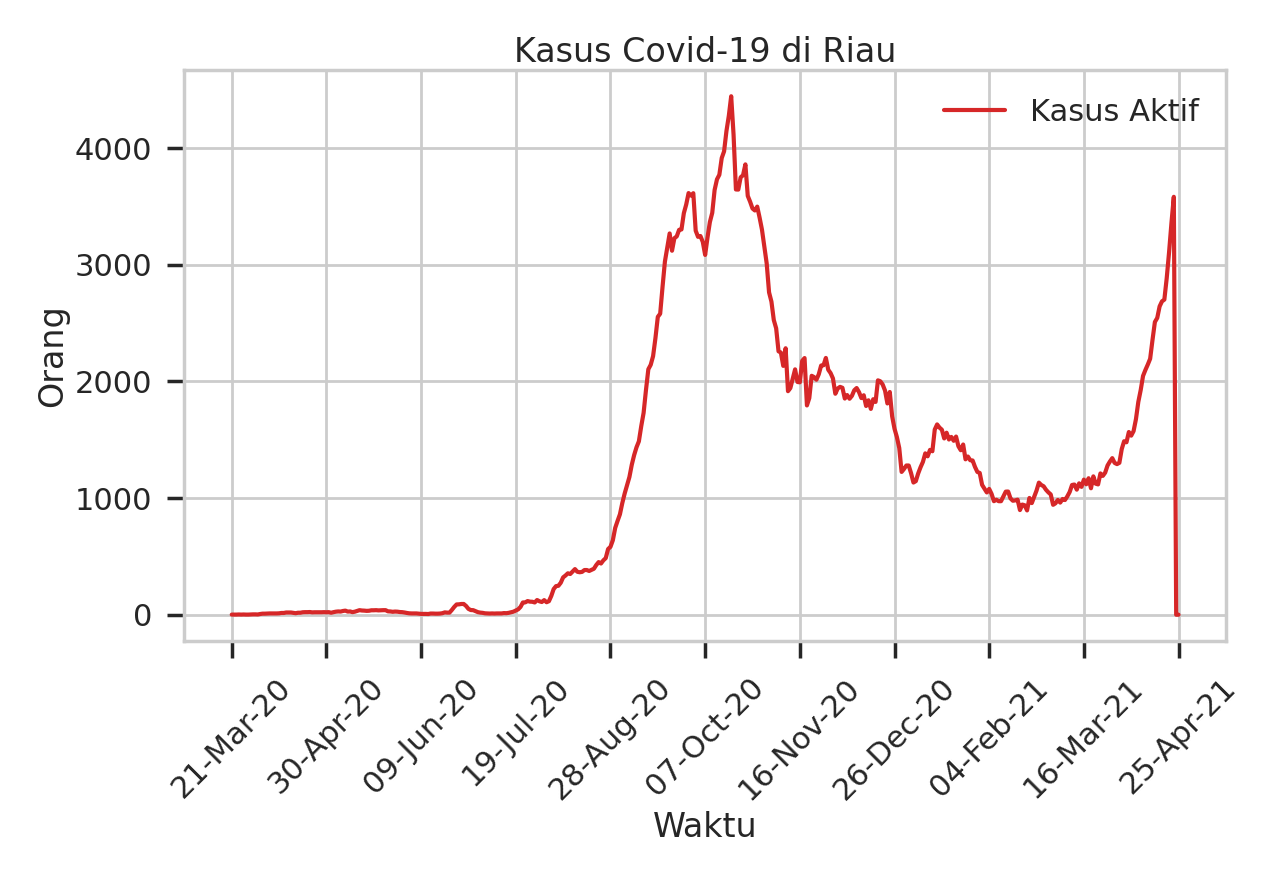 Kasus Covid-19 di Riau
Kasus Aktif
4000
3000
2000
1000
0
Orang
21-Mar-20
30-Apr-20
09-Jun-20
19-Jul-20
28-Aug-20
07-Oct-20
16-Nov-20
26-Dec-20
04-Feb-21
16-Mar-21
25-Apr-21
Waktu